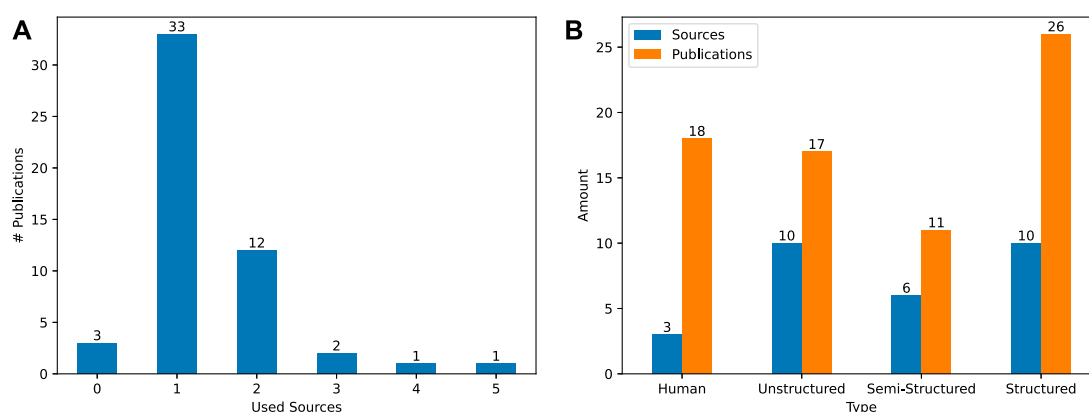 A
33
30
25
20
15
12
10
5
3
2
1
1
0
0 1 2 3 4 5
Used Sources
# Publications
B
Sources
Publications
26
25
20
18
17
15
11
10
10
10
6
5
3
0
Human Unstructured Semi-Structured Structured
Type
Amount